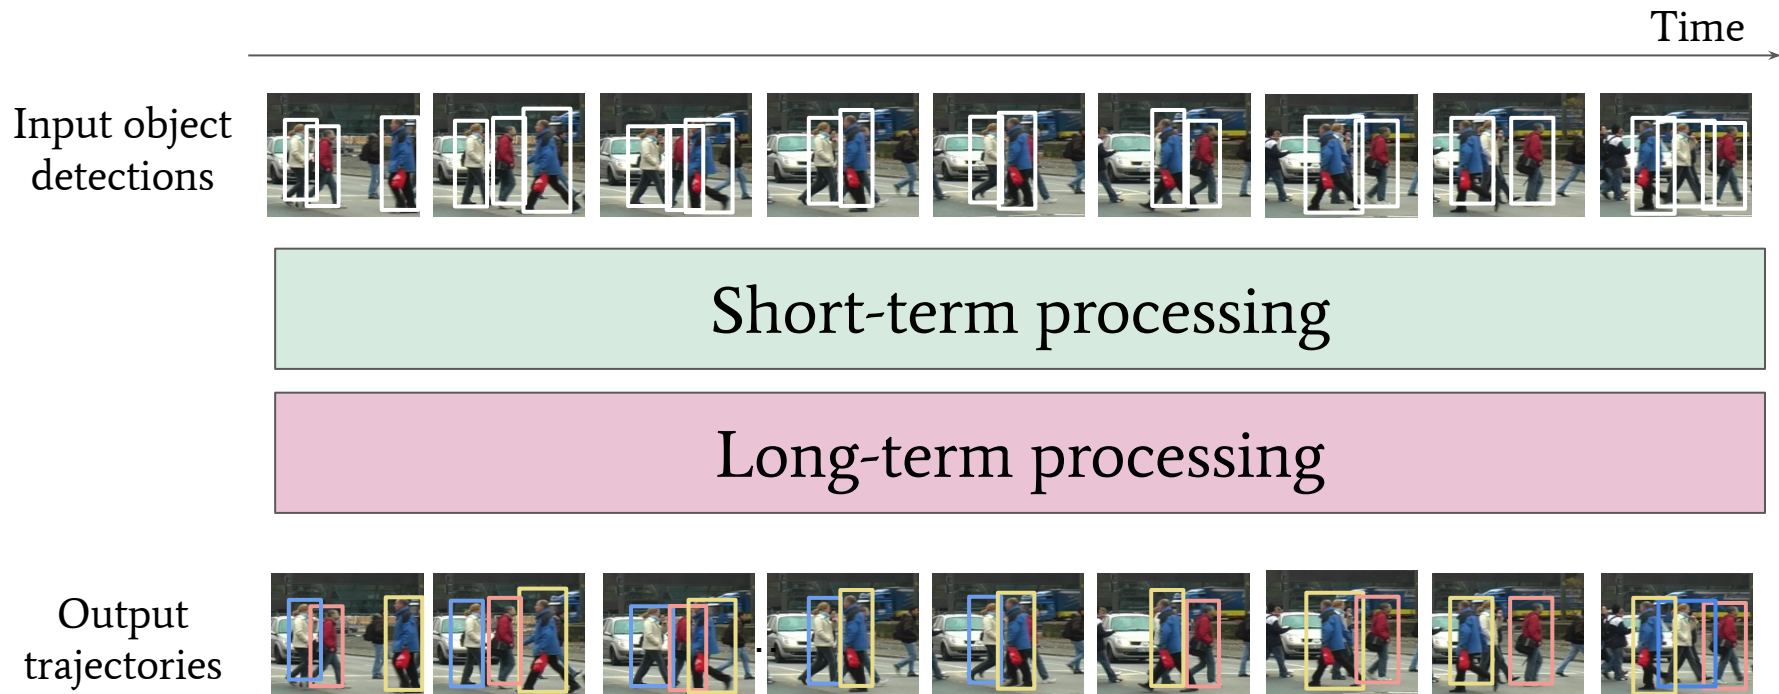 Time
Input object
detections
Short-term processing
Long-term processing
Output
trajectories
..